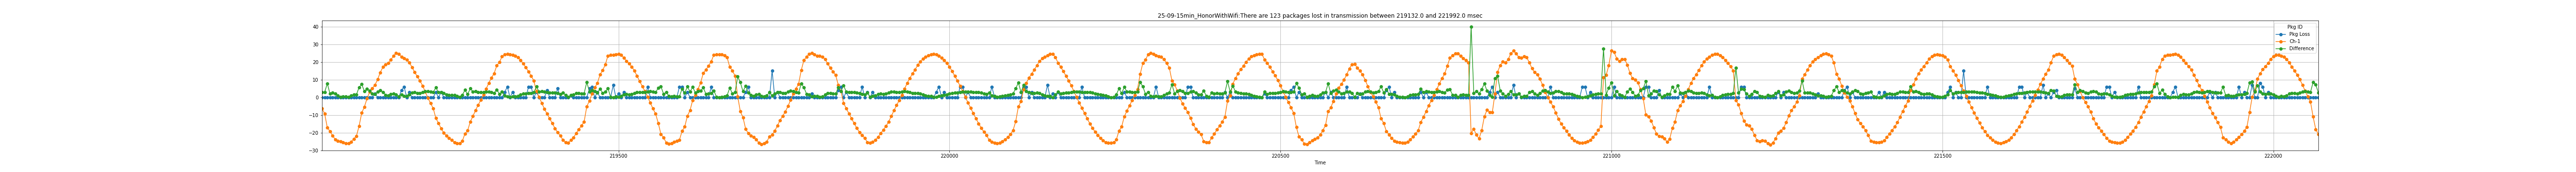 25-09-15min_HonorWithWifi:There are 123 packages lost in transmission between 219132.0 and 221992.0 msec
40
30
20
10
0
−10
−20
−30
219500
220000
220500
221000
221500
222000
Time
Pkg ID
Pkg Loss
Ch-1
Difference